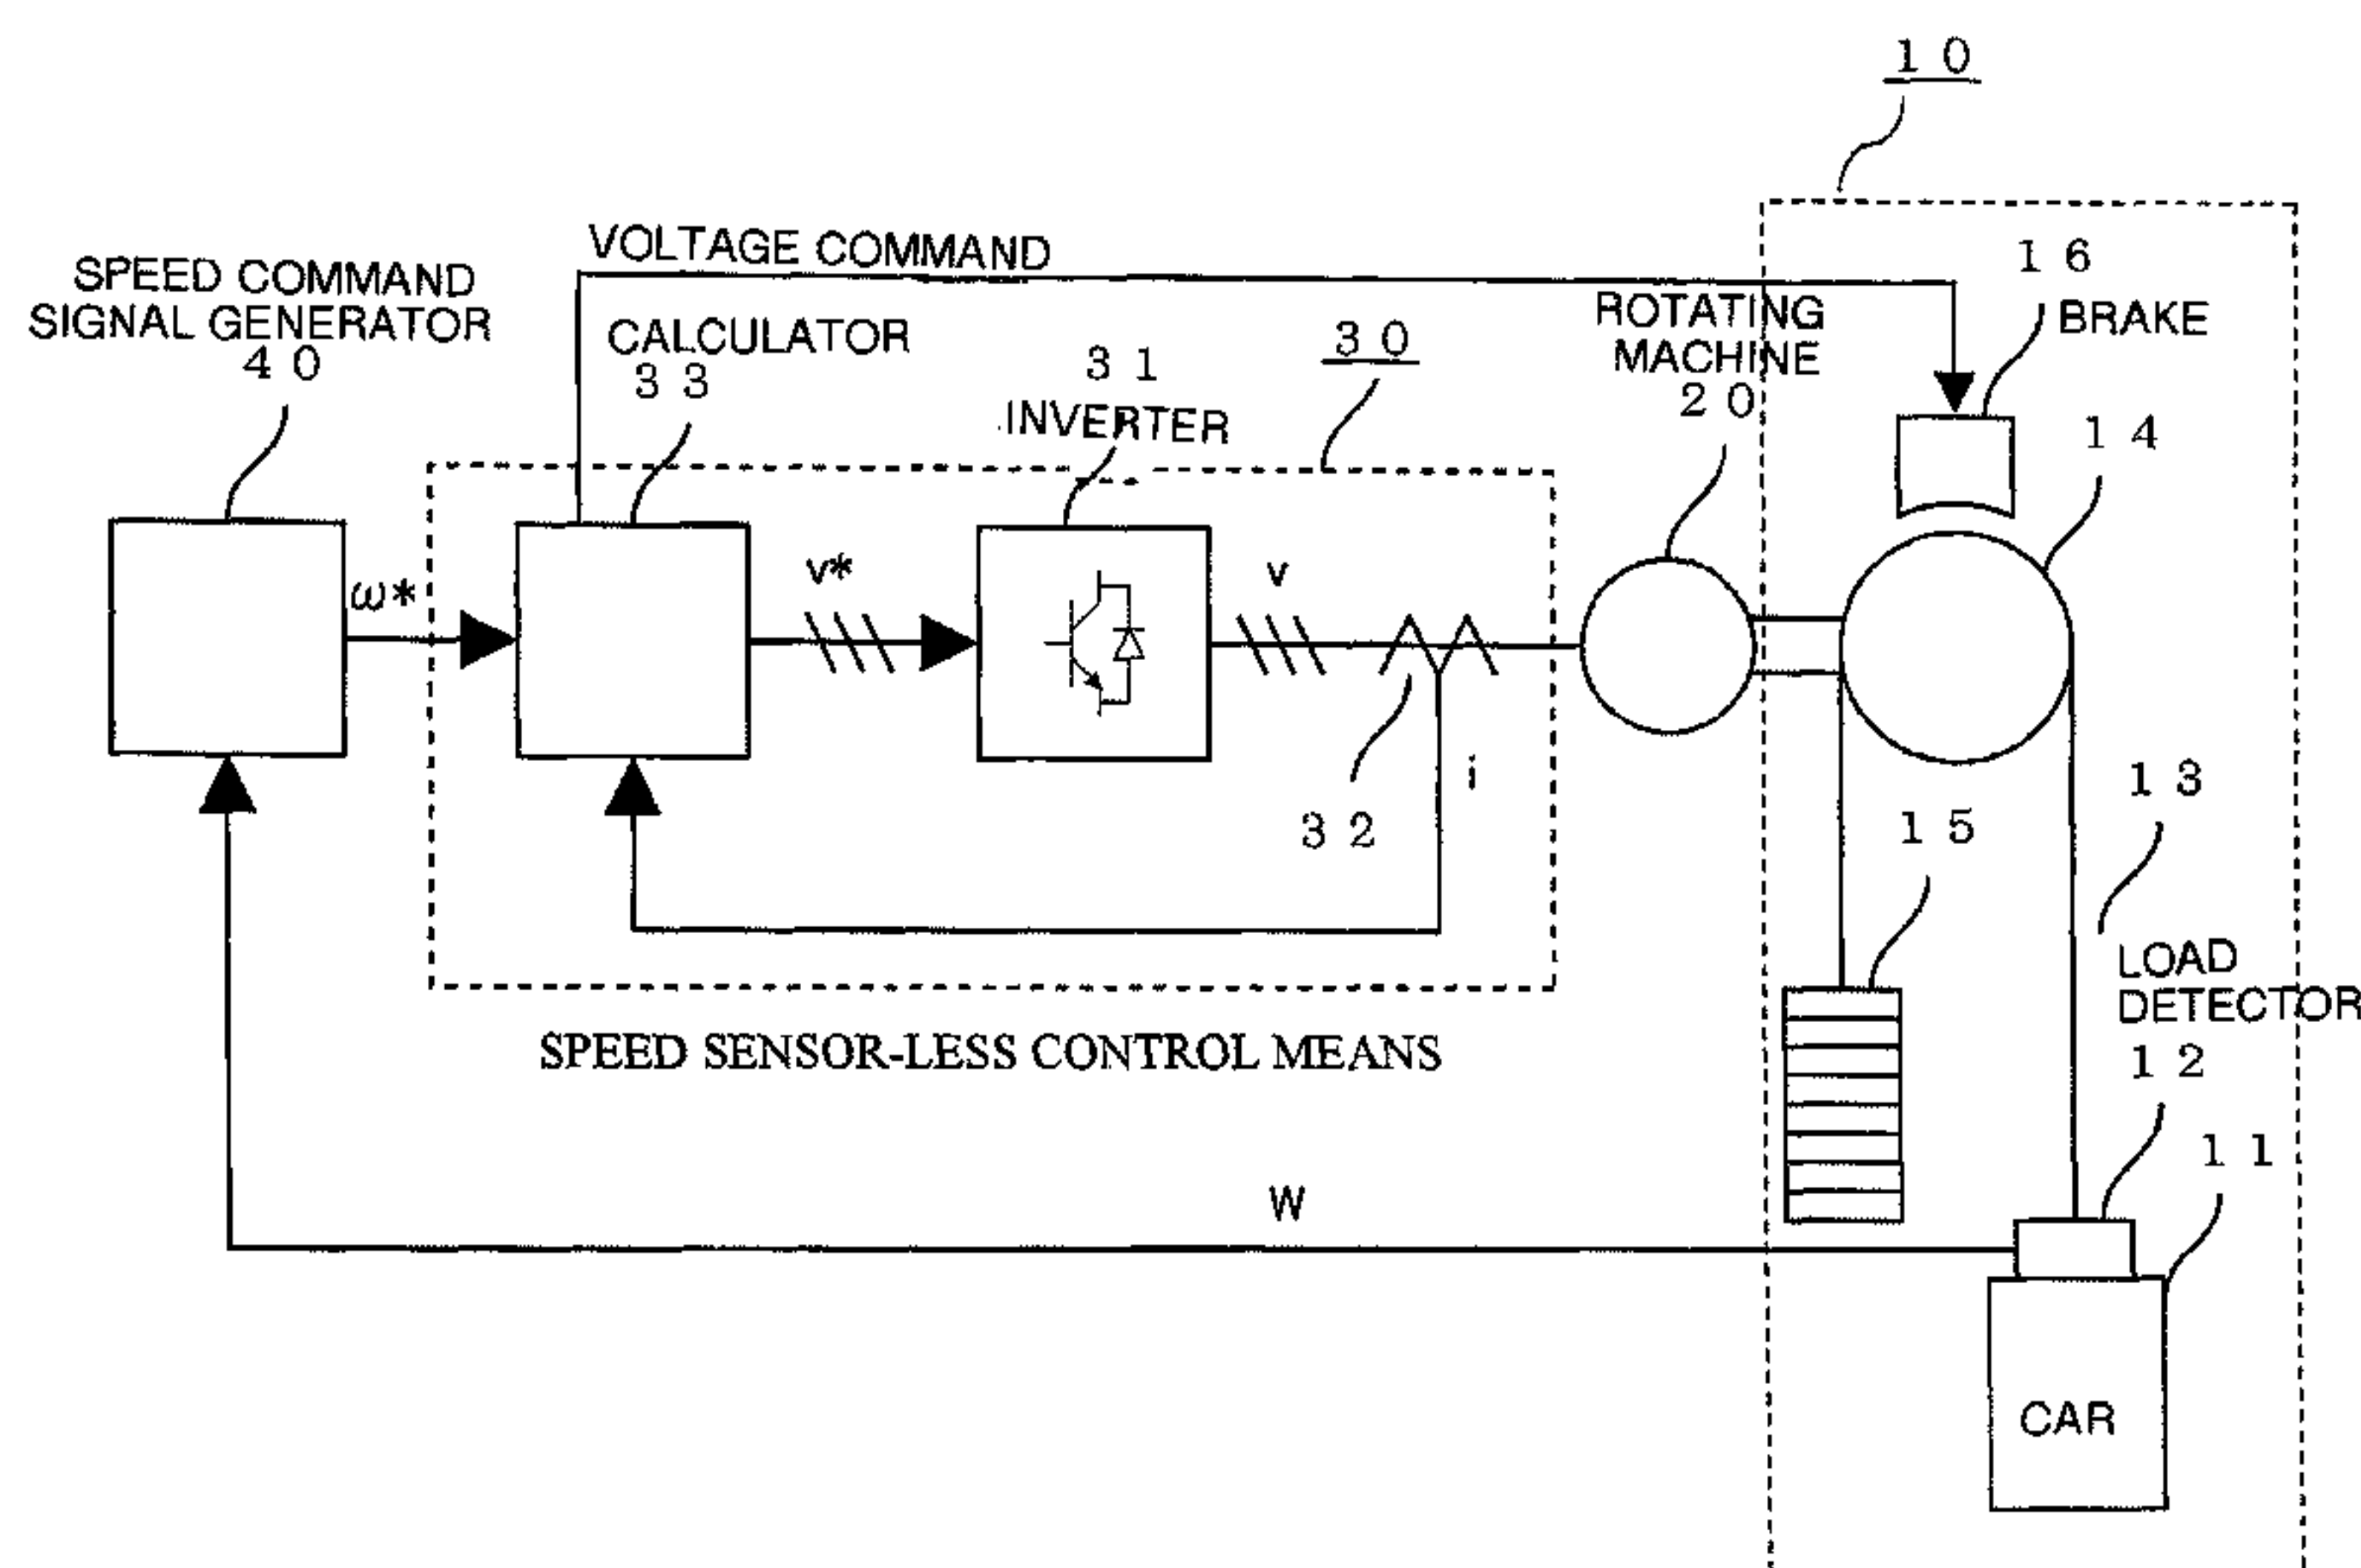 10
VOLTAGE COMMAND
16
BRAKE
SPEED COMMAND
SIGNAL GENERATOR
40
CALCULATOR
33
31
INVERTER
30
ROTATING
MACHINE
20
14
ω*
v*
v
i
32
13
15
LOAD
DETECTOR
12
SPEED SENSOR-LESS CONTROL MEANS
11
W
CAR